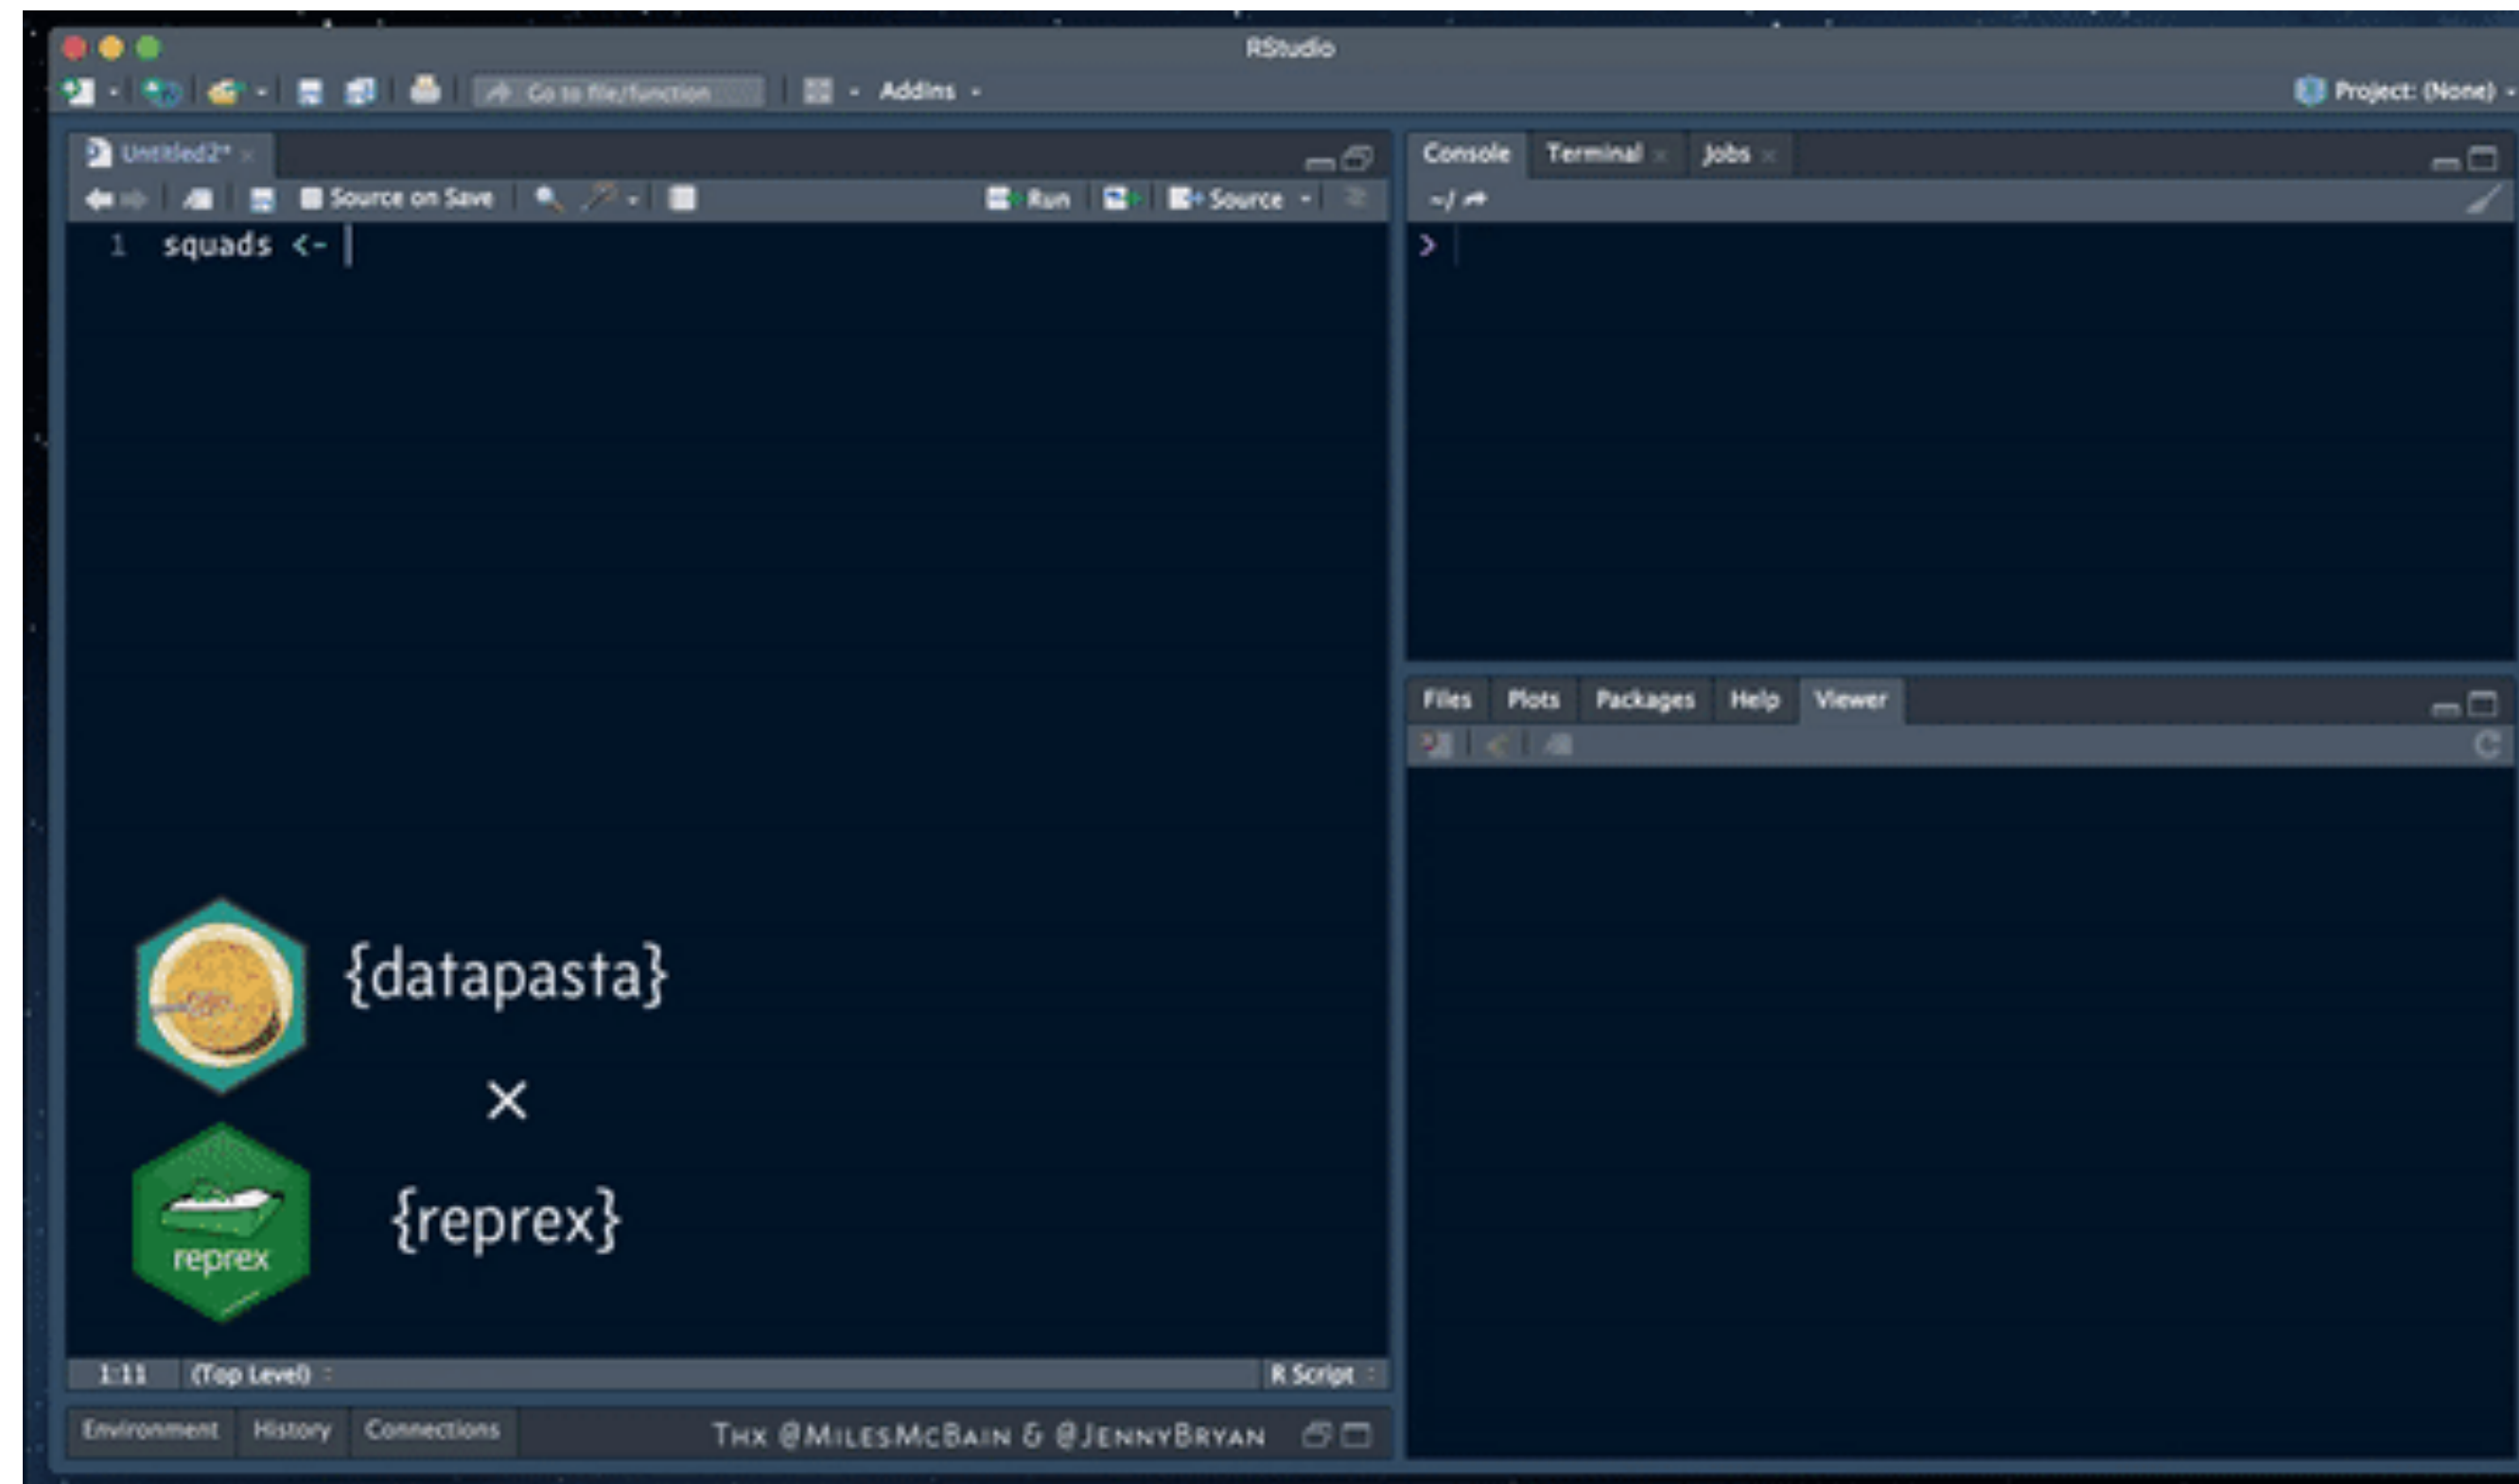 RStudio
Go to file/function
Addins
Project: (None)
Untitled2*
Source on Save
Run
Source
1 squads <-
{datapasta}
×
{reprex}
reprex
1:11 (Top Level)
R Script
Environment History Connections
THX @MILESMCBAIN & @JENNYBRYAN
Console Terminal Jobs
~/
>
Files Plots Packages Help Viewer